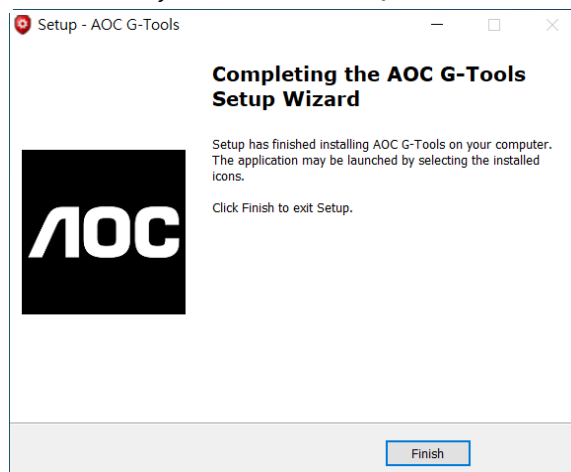 Setup - AOC G-Tools
Completing the AOC G-Tools
Setup Wizard
Setup has finished installing AOC G-Tools on your computer.
The application may be launched by selecting the installed
icons.
Click Finish to exit Setup.
AOC
Finish